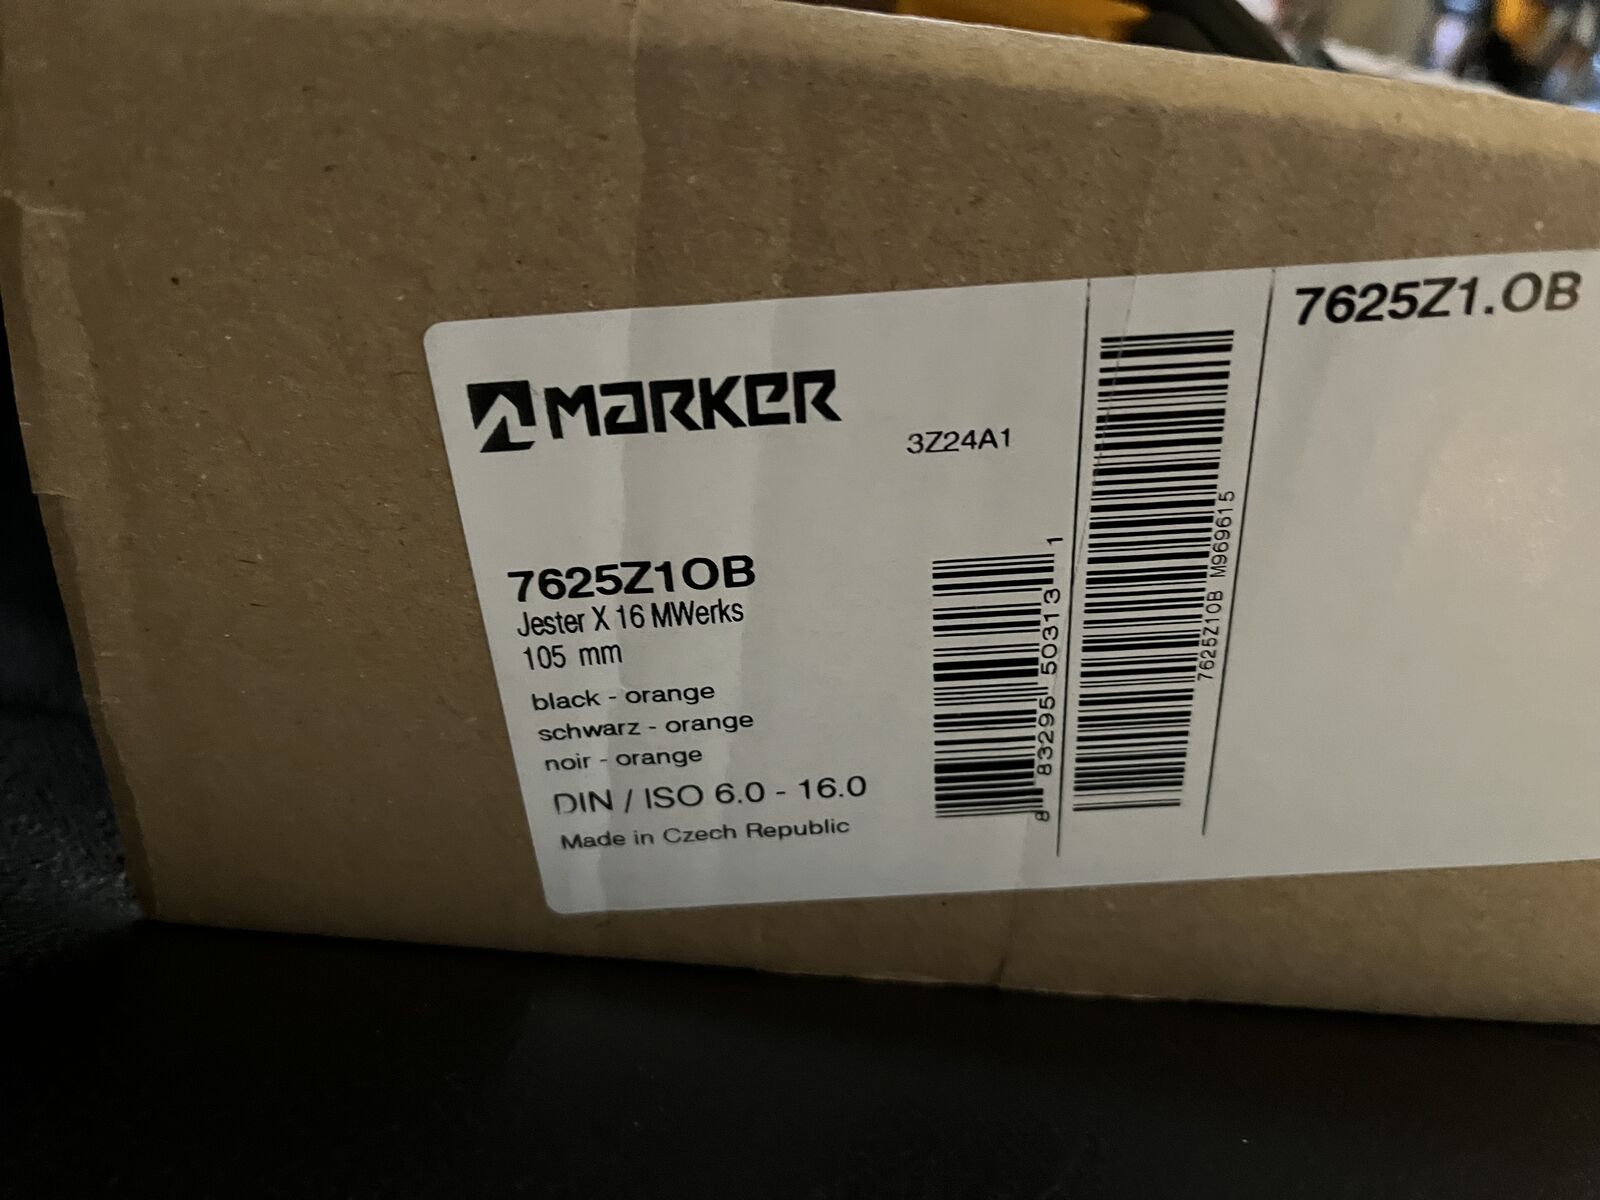 MARKER
3Z24A1
7625Z1OB
Jester X 16 MWerks
105 mm
black - orange
schwarz - orange
noir - orange
DIN / ISO 6.0 - 16.0
Made in Czech Republic
8 83295 50313 1
7625Z1OB M969615
7625Z1.OB